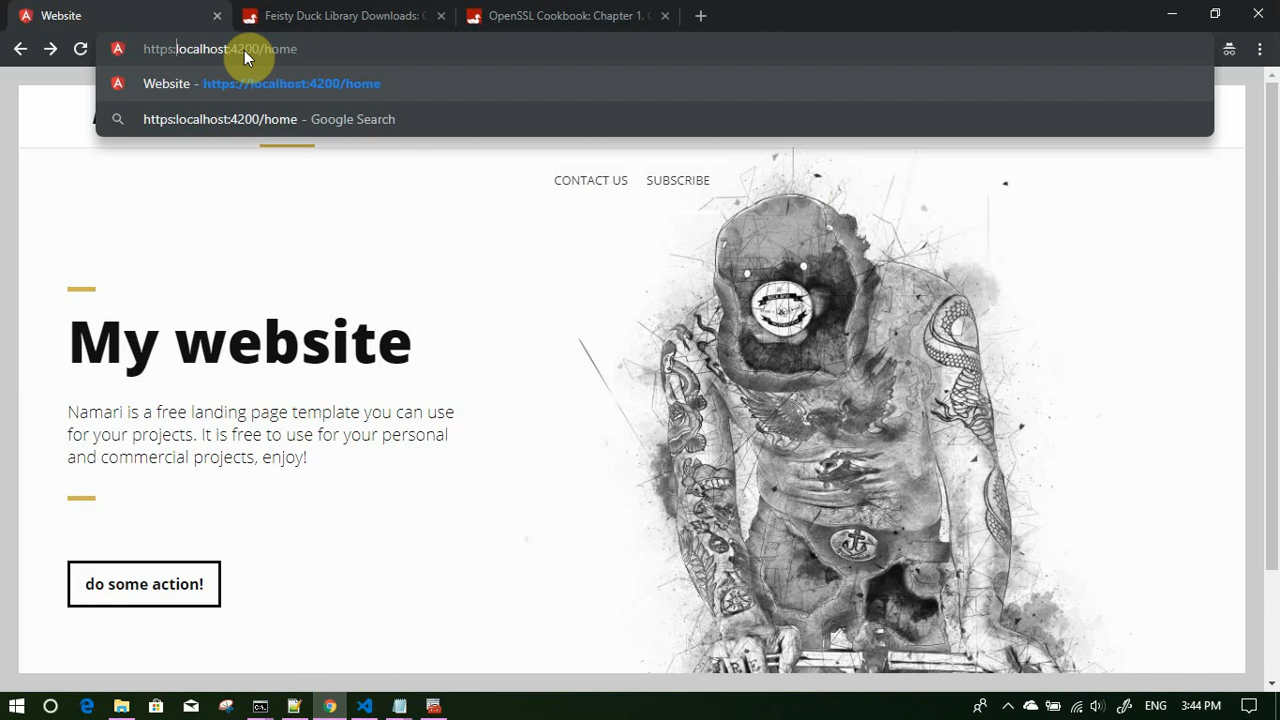 Website
Feisty Duck Library Downloads: C
OpenSSL Cookbook: Chapter 1. C
https:localhost:4200/home
Website - https://localhost:4200/home
https:localhost:4200/home - Google Search
CONTACT US SUBSCRIBE
My website
Namari is a free landing page template you can use
for your projects. It is free to use for your personal
and commercial projects, enjoy!
do some action!
ENG 3:44 PM